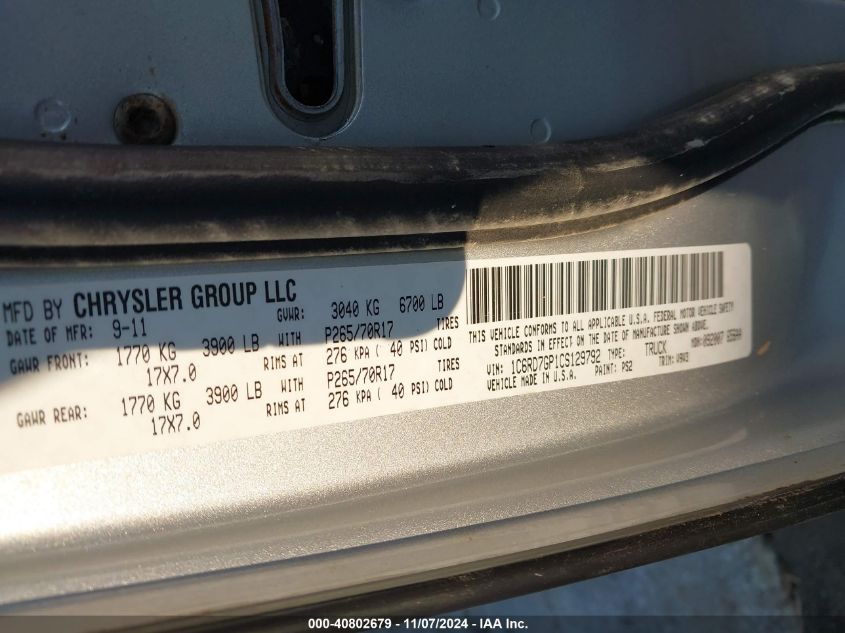 MFD BY CHRYSLER GROUP LLC
DATE OF MFR: 9-11 GVWR: 3040 KG 6700 LB
GAWR FRONT: 1770 KG 3900 LB WITH P265/70R17 TIRES
17X7.0 RIMS AT 276 KPA ( 40 PSI) COLD
GAWR REAR: 1770 KG 3900 LB WITH P265/70R17 TIRES
17X7.0 RIMS AT 276 KPA ( 40 PSI) COLD
THIS VEHICLE CONFORMS TO ALL APPLICABLE U.S.A. FEDERAL MOTOR VEHICLE SAFETY
STANDARDS IN EFFECT ON THE DATE OF MANUFACTURE SHOWN ABOVE.
VIN: 1C6RD7GP1CS129792 TYPE: TRUCK MDH: 092007
VEHICLE MADE IN U.S.A. PAINT: PS2 TRIM: V9X8
000-40802679 - 11/07/2024 - IAA Inc.